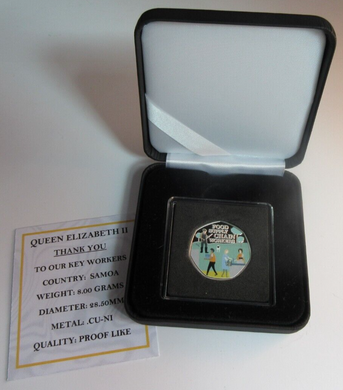 QUEEN ELIZABETH II
THANK YOU
TO OUR KEY WORKERS
COUNTRY: SAMOA
WEIGHT: 8.00 GRAMS
DIAMETER: 28.50MM
METAL: .CU-NI
QUALITY: PROOF LIKE
FOOD
SUPPLY
CHAIN
WORKERS